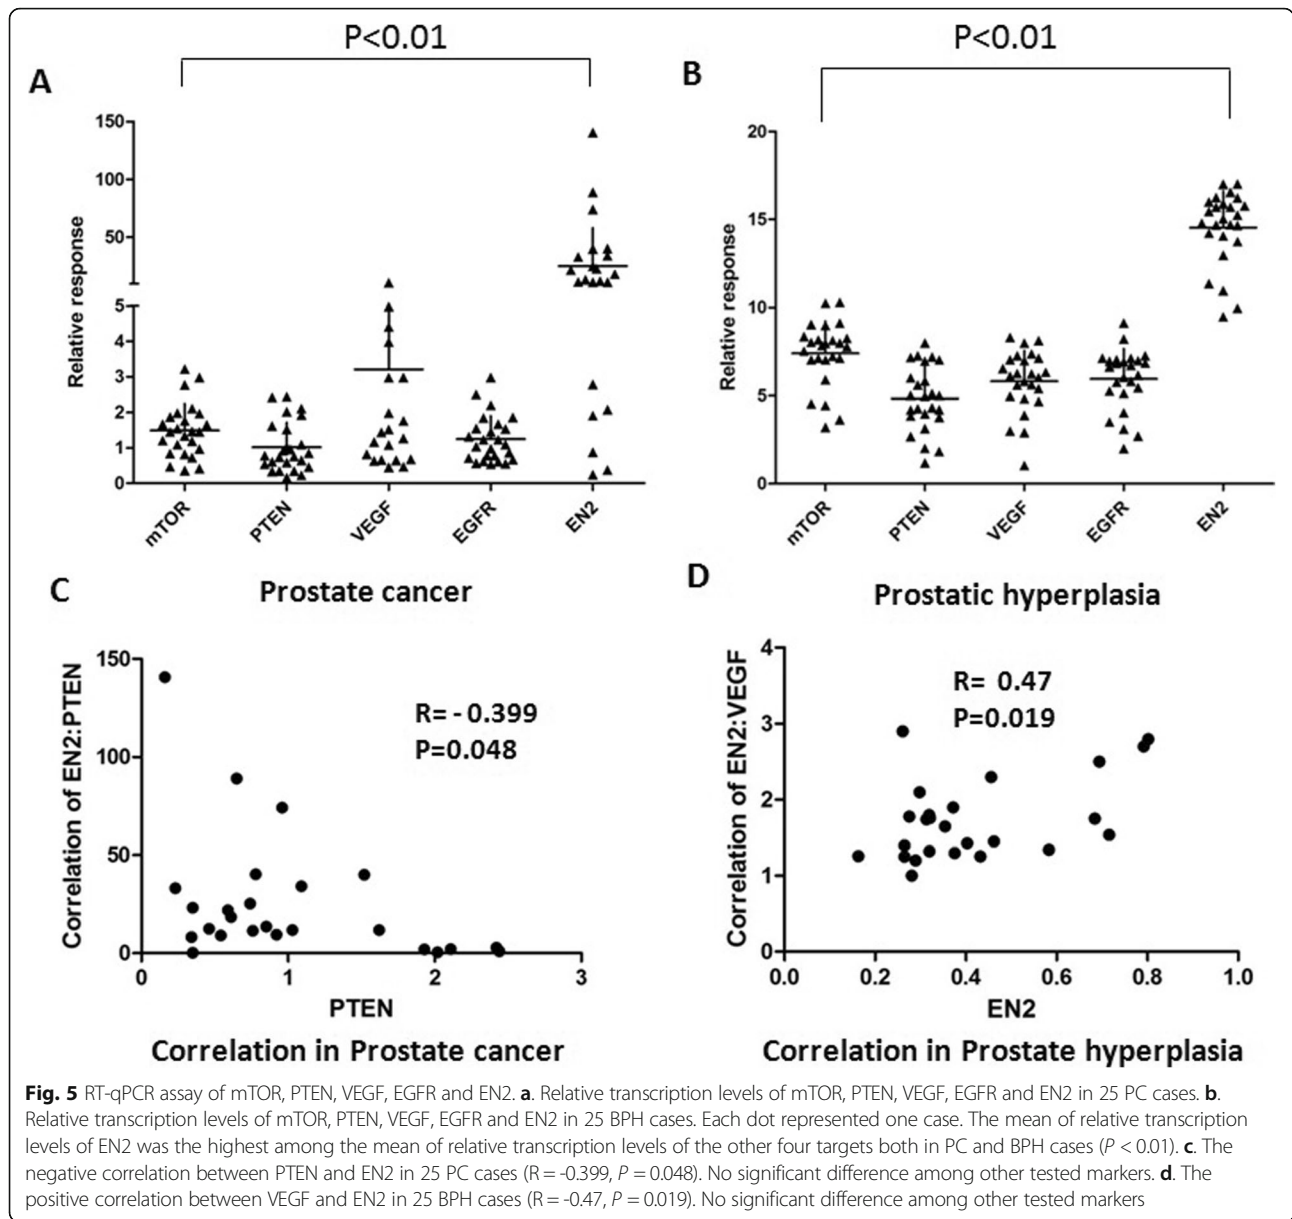 P<0.01
A
150
100
50
5
4
3
2
1
0
Relative response
mTOR
PTEN
VEGF
EGFR
EN2
Prostate cancer
P<0.01
B
20
15
10
5
0
Relative response
mTOR
PTEN
VEGF
EGFR
EN2
Prostatic hyperplasia
C
150
100
50
0
Correlation of EN2:PTEN
R= - 0.399
P=0.048
0 1 2 3
PTEN
Correlation in Prostate cancer
D
4
3
2
1
0
Correlation of EN2:VEGF
R= 0.47
P=0.019
0.0 0.2 0.4 0.6 0.8 1.0
EN2
Correlation in Prostate hyperplasia
Fig. 5 RT-qPCR assay of mTOR, PTEN, VEGF, EGFR and EN2. a. Relative transcription levels of mTOR, PTEN, VEGF, EGFR and EN2 in 25 PC cases. b.
Relative transcription levels of mTOR, PTEN, VEGF, EGFR and EN2 in 25 BPH cases. Each dot represented one case. The mean of relative transcription
levels of EN2 was the highest among the mean of relative transcription levels of the other four targets both in PC and BPH cases (P < 0.01). c. The
negative correlation between PTEN and EN2 in 25 PC cases (R = -0.399, P = 0.048). No significant difference among other tested markers. d. The
positive correlation between VEGF and EN2 in 25 BPH cases (R = -0.47, P = 0.019). No significant difference among other tested markers